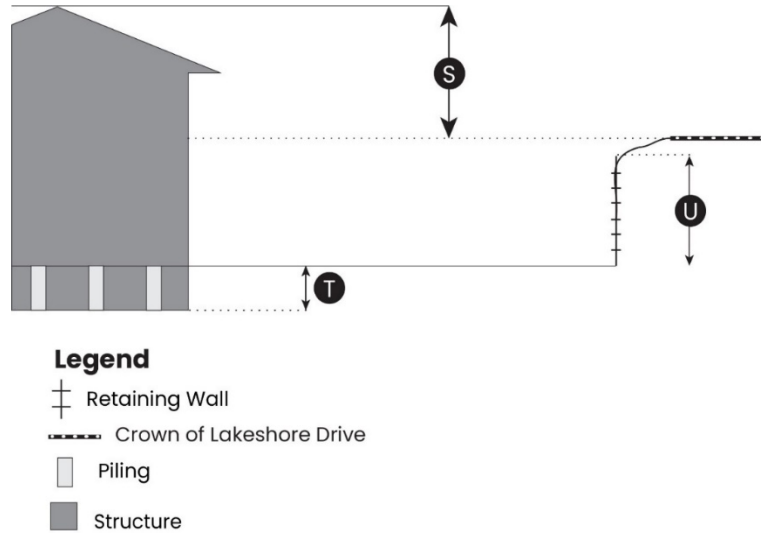 S
U
T
Legend
Retaining Wall
Crown of Lakeshore Drive
Piling
Structure